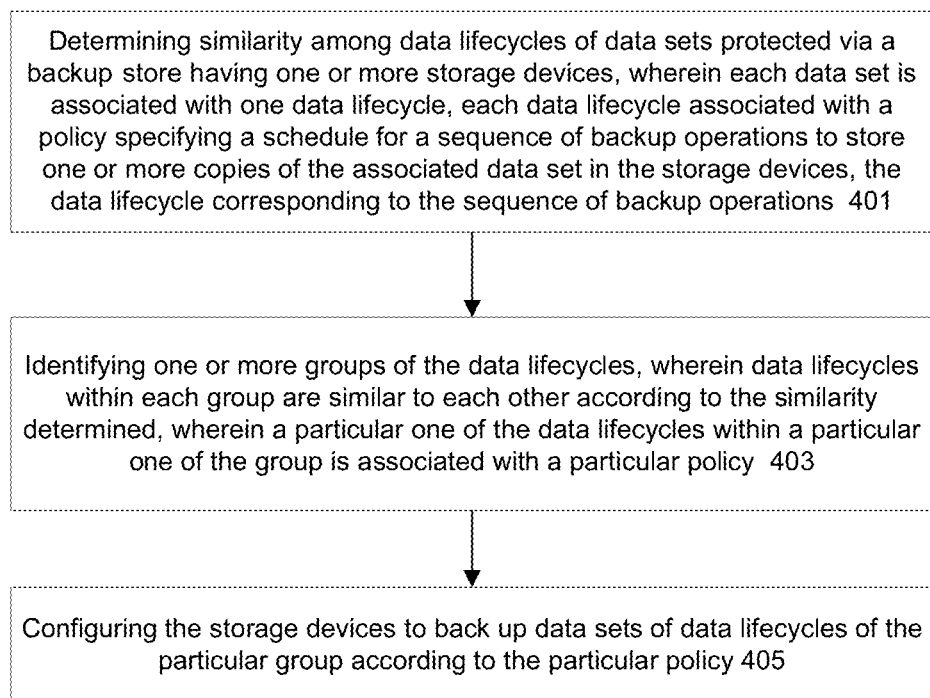 Determining similarity among data lifecycles of data sets protected via a
backup store having one or more storage devices, wherein each data set is
associated with one data lifecycle, each data lifecycle associated with a
policy specifying a schedule for a sequence of backup operations to store
one or more copies of the associated data set in the storage devices, the
data lifecycle corresponding to the sequence of backup operations 401
Identifying one or more groups of the data lifecycles, wherein data lifecycles
within each group are similar to each other according to the similarity
determined, wherein a particular one of the data lifecycles within a particular
one of the group is associated with a particular policy 403
Configuring the storage devices to back up data sets of data lifecycles of the
particular group according to the particular policy 405